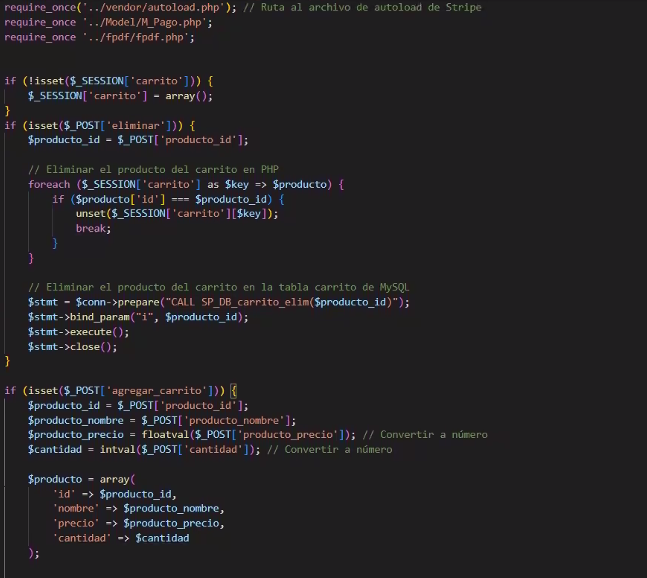 require_once('../vendor/autoload.php'); // Ruta al archivo de autoload de Stripe
require_once '../Model/M_Pago.php';
require_once '../fpdf/fpdf.php';


if (!isset($_SESSION['carrito'])) {
    $_SESSION['carrito'] = array();
}
if (isset($_POST['eliminar'])) {
    $producto_id = $_POST['producto_id'];

    // Eliminar el producto del carrito en PHP
    foreach ($_SESSION['carrito'] as $key => $producto) {
        if ($producto['id'] === $producto_id) {
            unset($_SESSION['carrito'][$key]);
            break;
        }
    }

    // Eliminar el producto del carrito en la tabla carrito de MySQL
    $stmt = $conn->prepare("CALL SP_DB_carrito_elim($producto_id)");
    $stmt->bind_param("i", $producto_id);
    $stmt->execute();
    $stmt->close();
}

if (isset($_POST['agregar_carrito'])) {
    $producto_id = $_POST['producto_id'];
    $producto_nombre = $_POST['producto_nombre'];
    $producto_precio = floatval($_POST['producto_precio']); // Convertir a número
    $cantidad = intval($_POST['cantidad']); // Convertir a número

    $producto = array(
        'id' => $producto_id,
        'nombre' => $producto_nombre,
        'precio' => $producto_precio,
        'cantidad' => $cantidad
    );